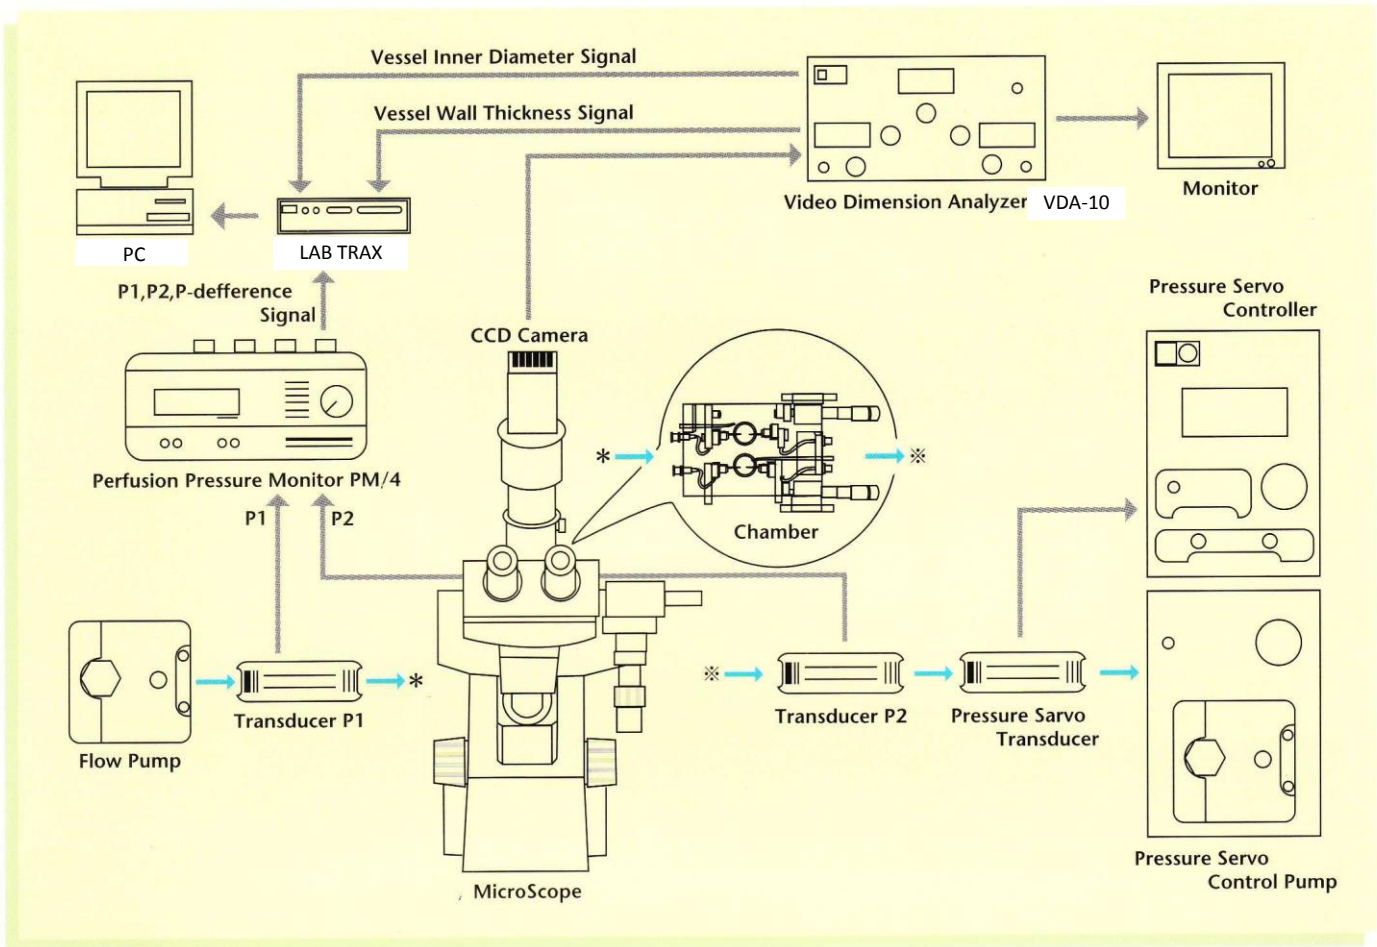 Vessel Inner Diameter Signal
Vessel Wall Thickness Signal
Video Dimension Analyzer VDA-10
Monitor
PC
LAB TRAX
P1,P2,P-defference
Signal
CCD Camera
Pressure Servo
Controller
Perfusion Pressure Monitor PM/4
P1
P2
*
※
Chamber
*
※
Transducer P1
Flow Pump
Transducer P2
Pressure Sarvo
Transducer
MicroScope
Pressure Servo
Control Pump